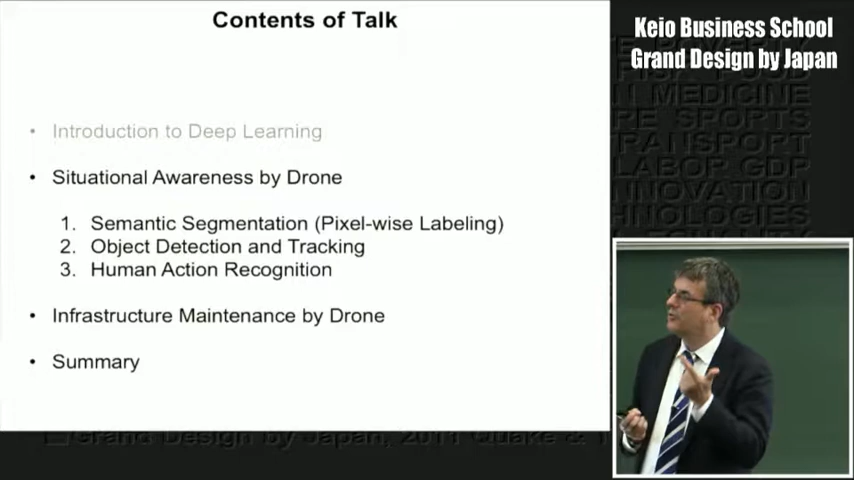 Contents of Talk
• Introduction to Deep Learning
• Situational Awareness by Drone
1. Semantic Segmentation (Pixel-wise Labeling)
2. Object Detection and Tracking
3. Human Action Recognition
• Infrastructure Maintenance by Drone
• Summary
Keio Business School
Grand Design by Japan
MEDICINE
SPORTS
TRANSPORT
LABOR GDP
INNOVATION
Grand Design by Japan, 2011 Quake &